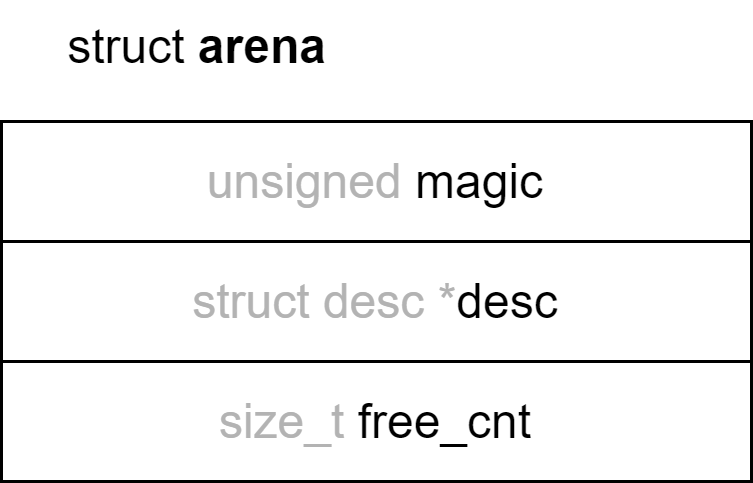 struct arena
unsigned magic
struct desc *desc
size_t free_cnt